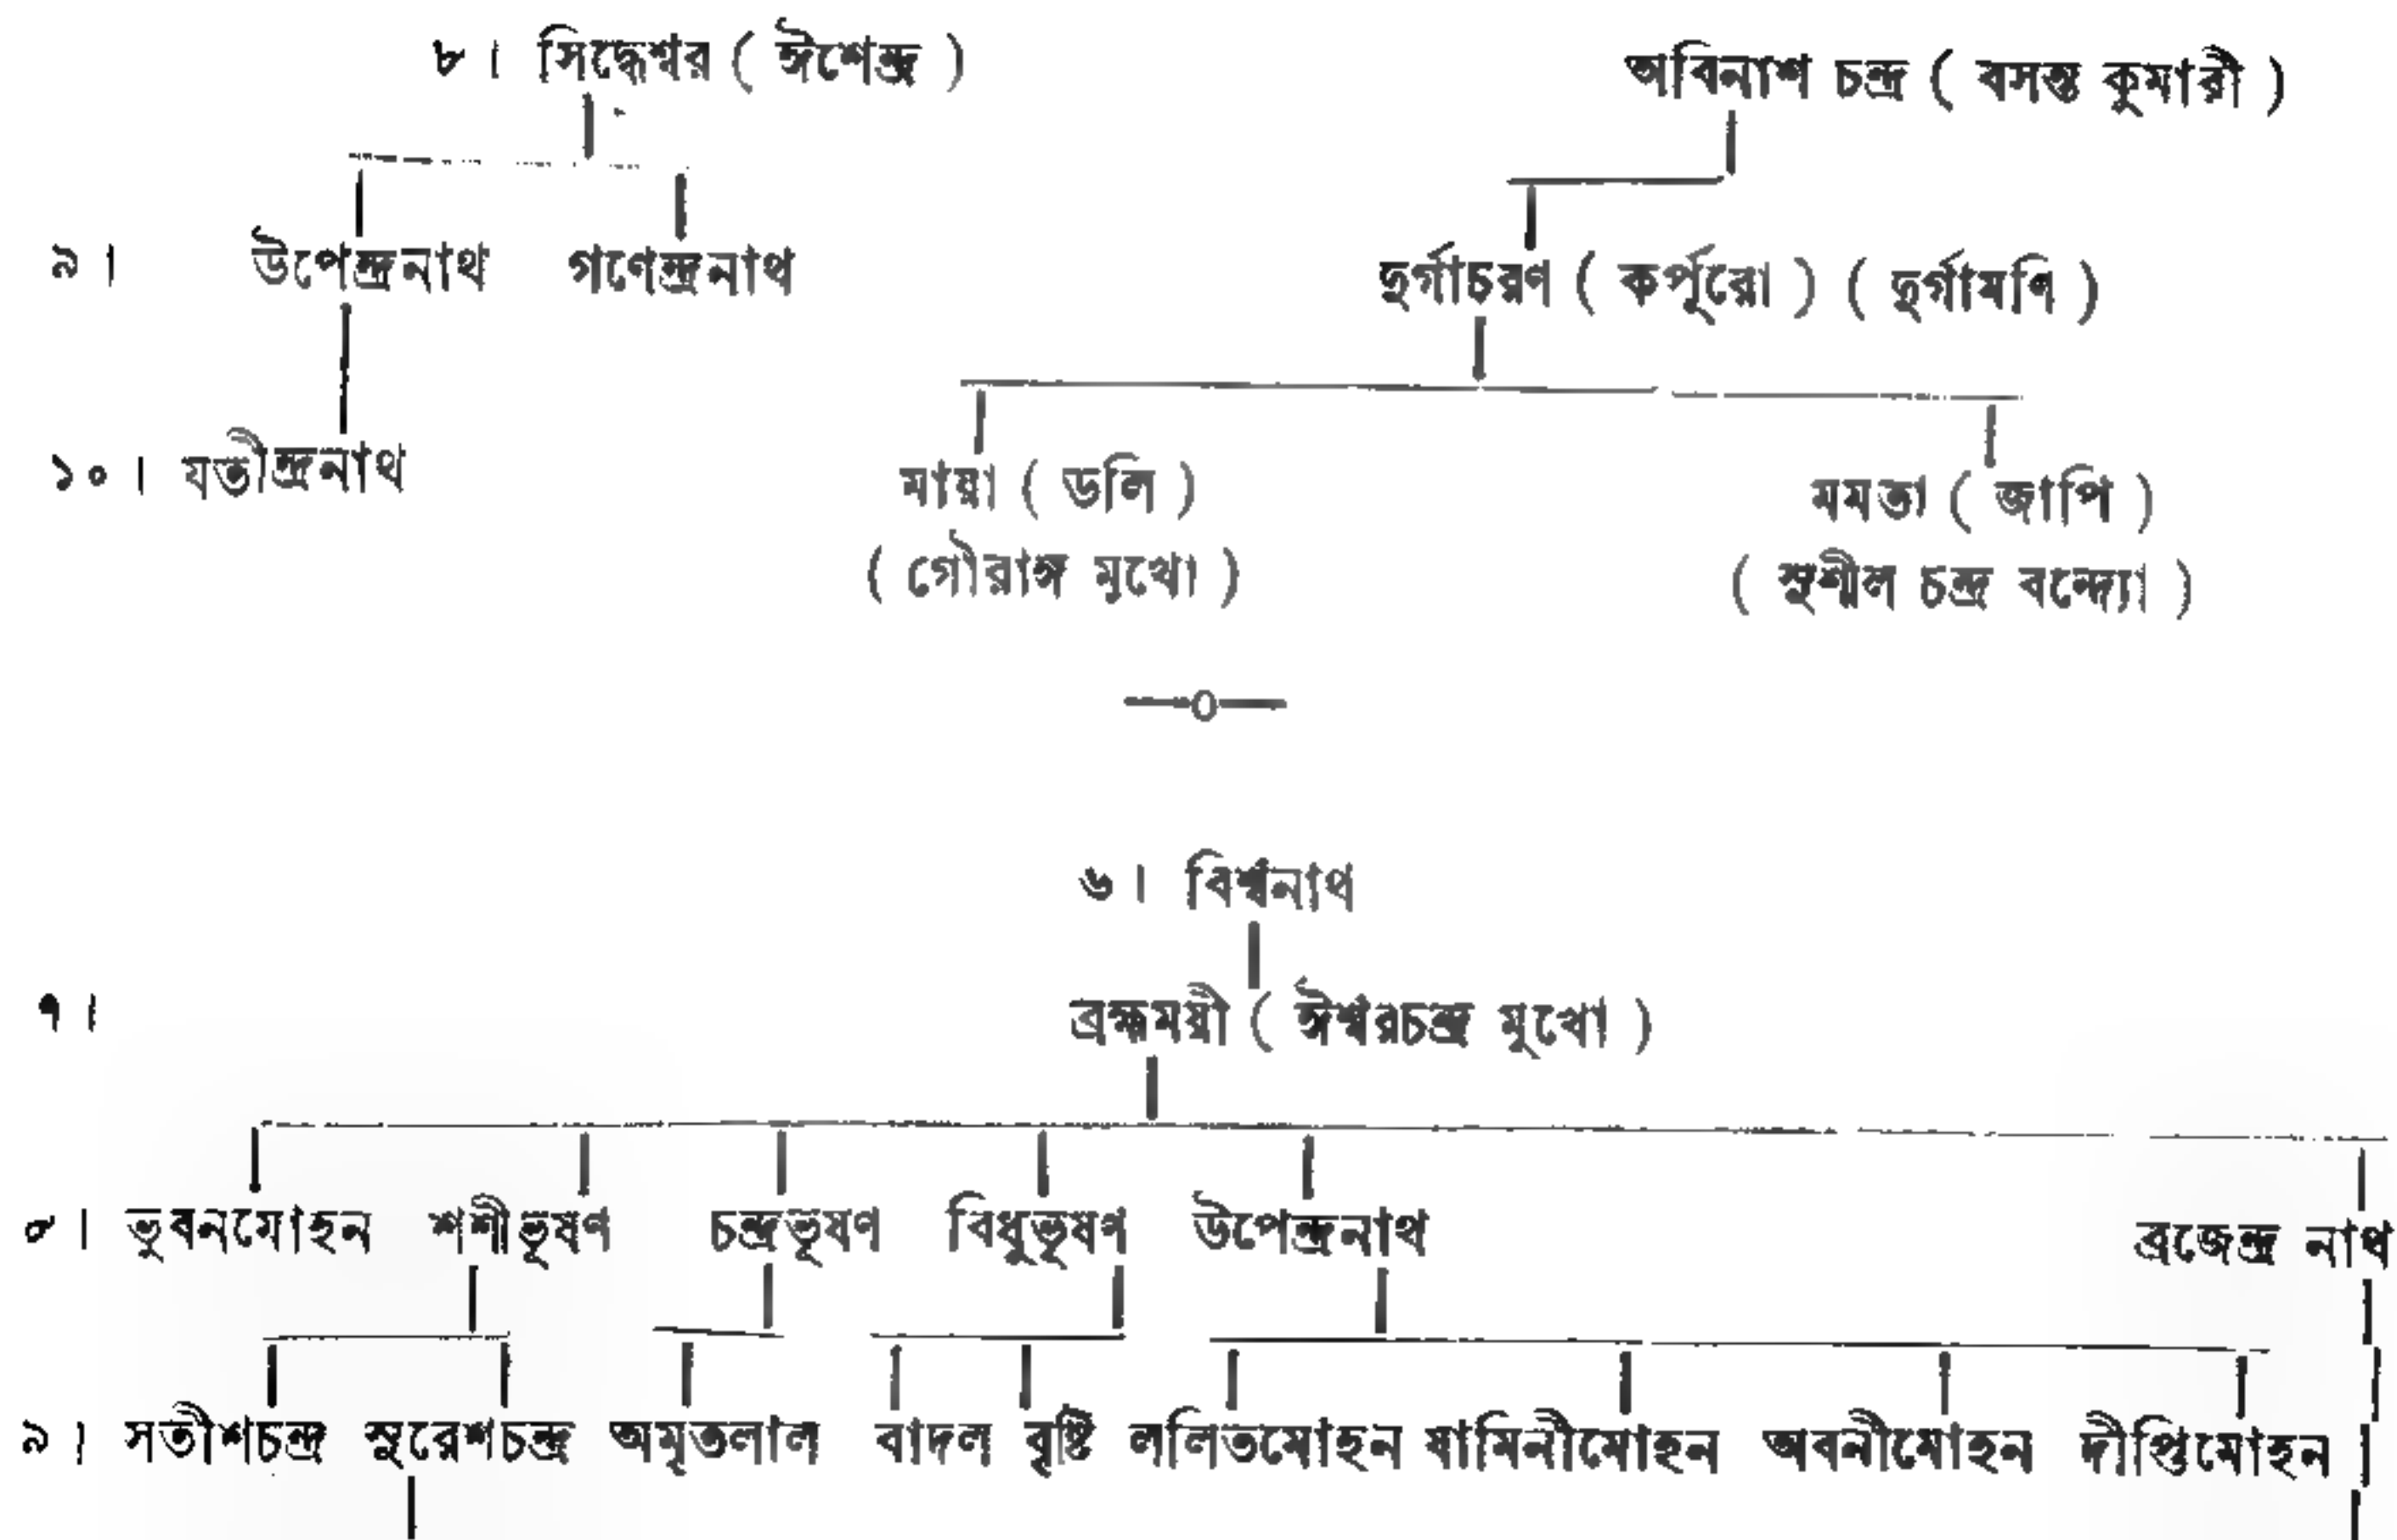 ৮। সিদ্ধেশ্বর ( ঈশেন্দ্র ) অবিনাশ চন্দ্র ( বসন্ত কুমারী )
৯। উপেন্দ্রনাথ গণেন্দ্রনাথ দুর্গাচরণ ( কর্পুরো ) ( দুর্গামণি )
১০। যতীন্দ্রনাথ মায়া ( ডলি ) মমতা ( জাপি )
( গৌরাঙ্গ মুখো ) ( সুশীল চন্দ্র বন্দ্যো )
৬। বিশ্বনাথ
৭।
ব্রহ্মময়ী ( ঈশ্বরচন্দ্র মুখো )
৮। ভুবনমোহন শশীভূষণ চন্দ্রভূষণ বিধুভূষণ উপেন্দ্রনাথ ব্রজেন্দ্র নাথ
৯। সতীশচন্দ্র সুরেশচন্দ্র অমৃতলাল বাদল বৃষ্টি ললিতমোহন যামিনীমোহন অবনীমোহন দীপ্তিমোহন